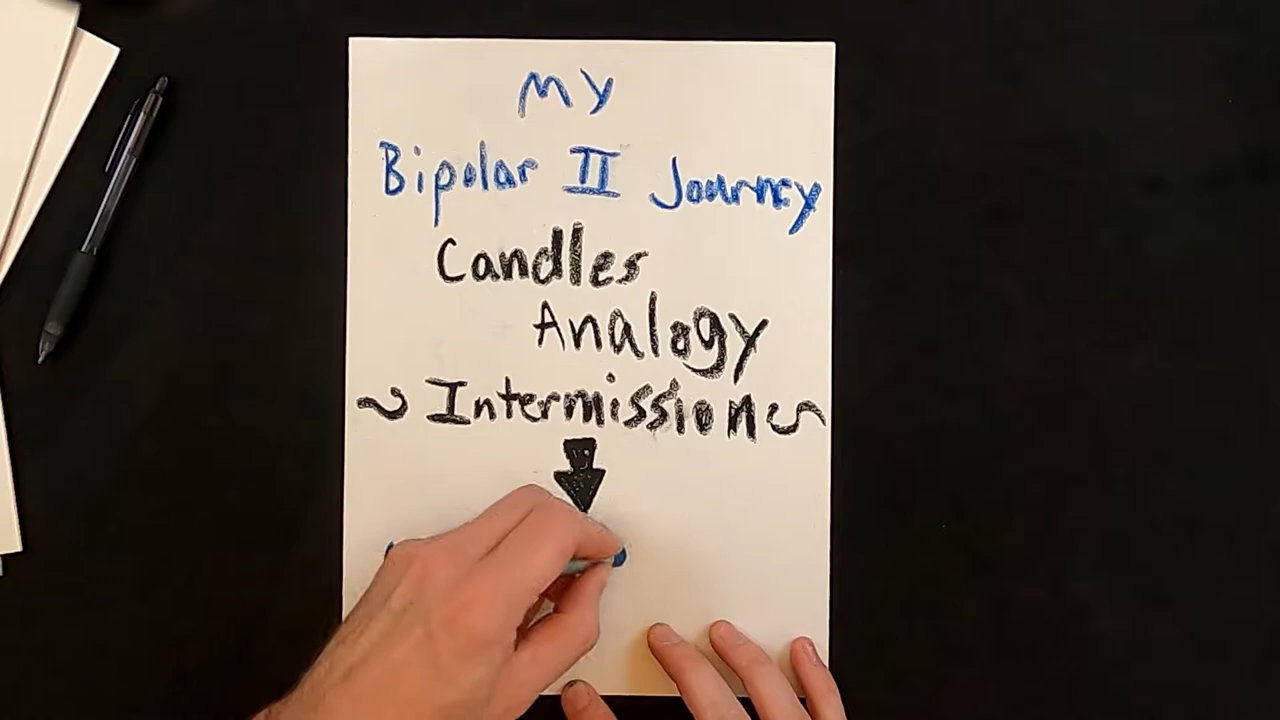 My
Bipolar II Journey
Candles
Analogy
~ Intermission ~